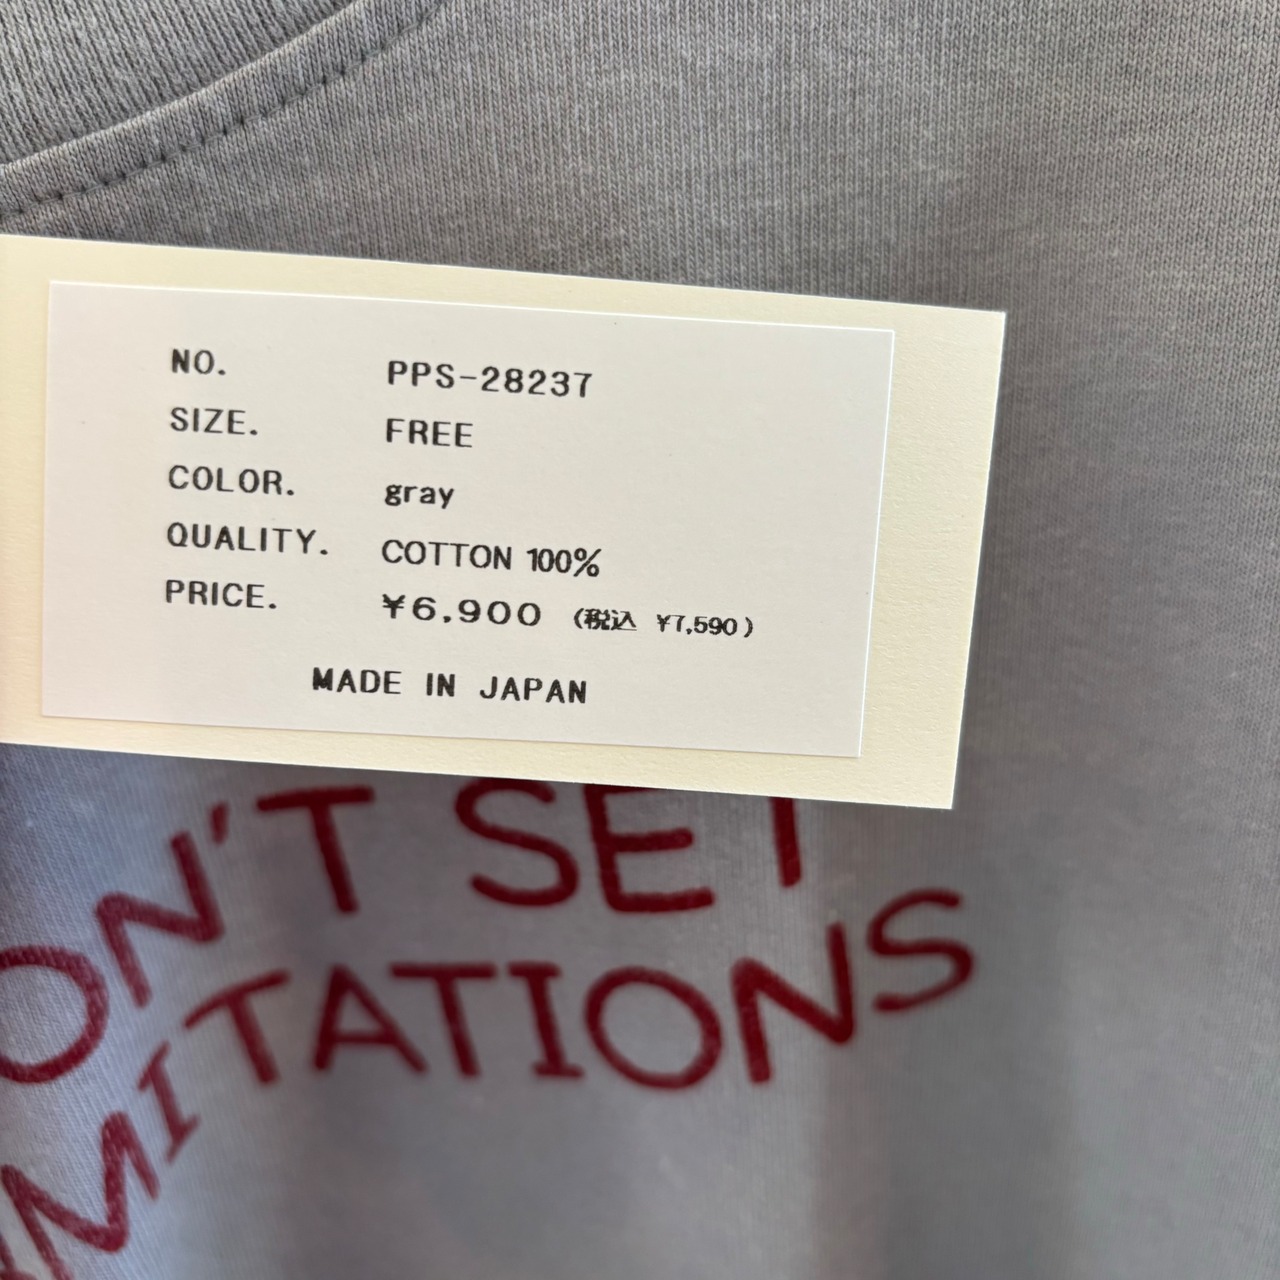 NO. PPS-28237
SIZE. FREE
COLOR. gray
QUALITY. COTTON 100%
PRICE. ¥6.900 (税込 ¥7,590)
MADE IN JAPAN
ON'T SET
MITATIONS